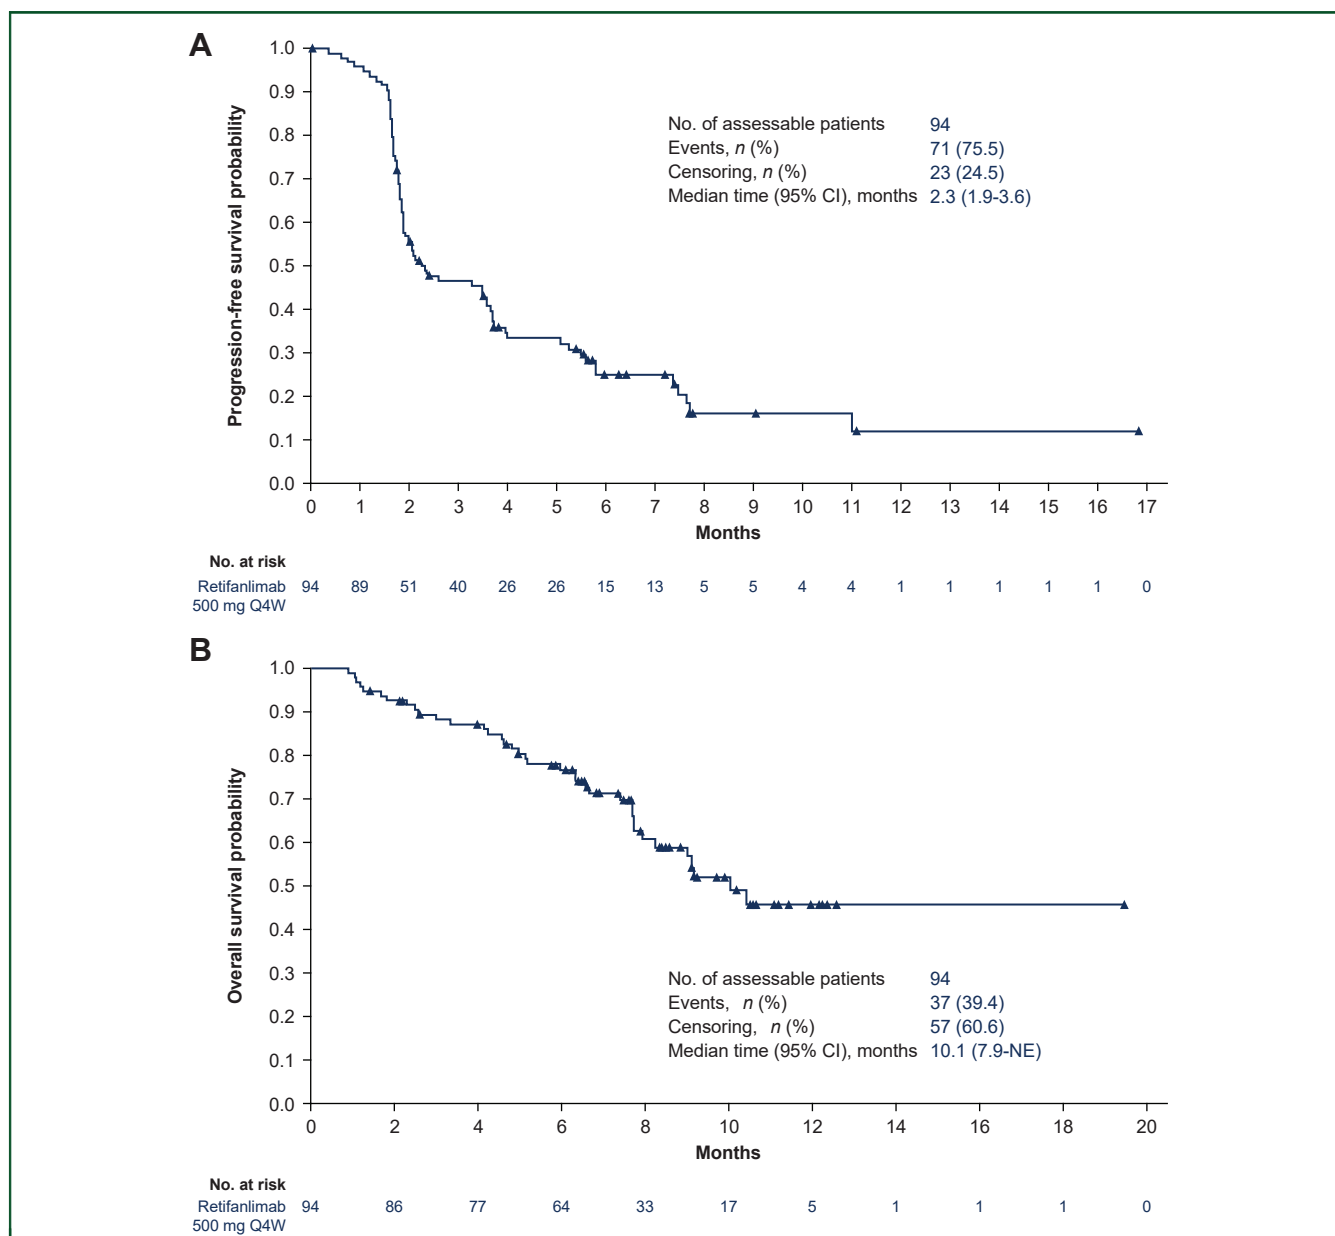 A
Progression-free survival probability
1.0
0.9
0.8
0.7
0.6
0.5
0.4
0.3
0.2
0.1
0.0
No. of assessable patients 94
Events, n (%) 71 (75.5)
Censoring, n (%) 23 (24.5)
Median time (95% CI), months 2.3 (1.9-3.6)
0 1 2 3 4 5 6 7 8 9 10 11 12 13 14 15 16 17
Months
No. at risk
Retifanlimab 94 89 51 40 26 26 15 13 5 5 4 4 1 1 1 1 1 0
500 mg Q4W
B
Overall survival probability
1.0
0.9
0.8
0.7
0.6
0.5
0.4
0.3
0.2
0.1
0.0
No. of assessable patients 94
Events, n (%) 37 (39.4)
Censoring, n (%) 57 (60.6)
Median time (95% CI), months 10.1 (7.9-NE)
0 2 4 6 8 10 12 14 16 18 20
Months
No. at risk
Retifanlimab 94 86 77 64 33 17 5 1 1 1 0
500 mg Q4W